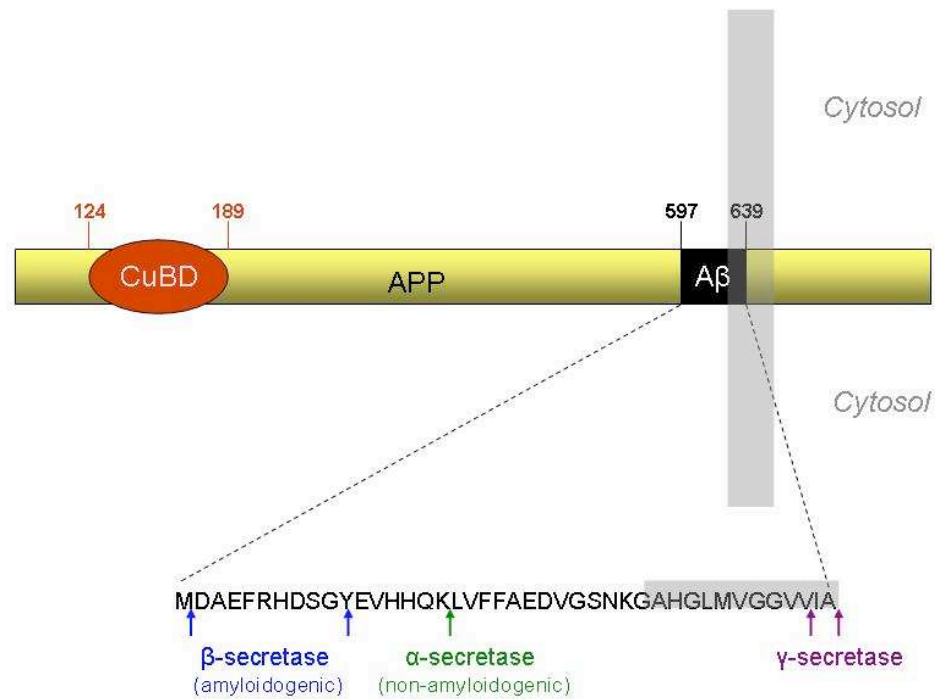 Cytosol
124 189 597 639
CuBD APP Aβ
Cytosol
MDAEFRHDSGYEVHHQKLVFFAEDVGSNKGAHGLMVGGVVIA
β-secretase α-secretase γ-secretase
(amyloidogenic) (non-amyloidogenic)